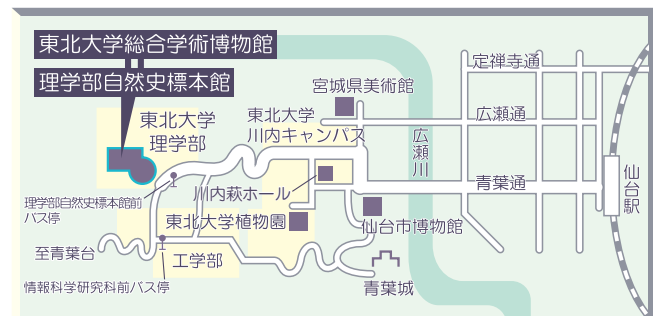 東北大学総合学術博物館
理学部自然史標本館
定禅寺通
宮城県美術館
東北大学
理学部
東北大学
川内キャンパス
広瀬通
広瀬川
青葉通
仙台駅
川内萩ホール
理学部自然史標本館前
バス停
東北大学植物園
仙台市博物館
至青葉台
工学部
情報科学研究科前バス停
青葉城